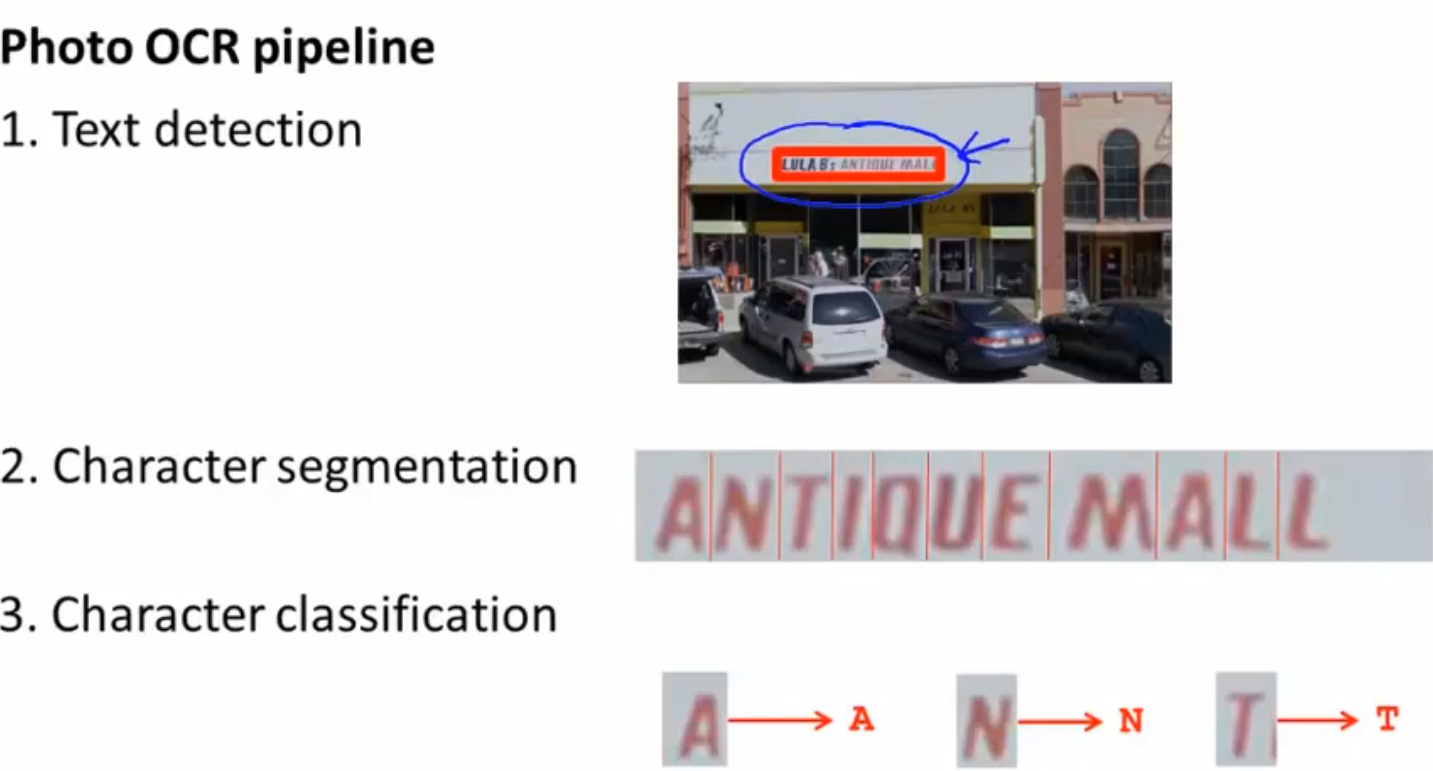 Photo OCR pipeline
1. Text detection
LULA B's ANTIQUE MALL
2. Character segmentation
ANTIQUE MALL
3. Character classification
A → A N → N T → T